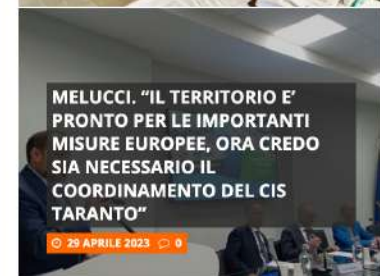 MELUCCI. “IL TERRITORIO E’
PRONTO PER LE IMPORTANTI
MISURE EUROPEE, ORA CREDO
SIA NECESSARIO IL
COORDINAMENTO DEL CIS
TARANTO”
29 APRILE 2023 0